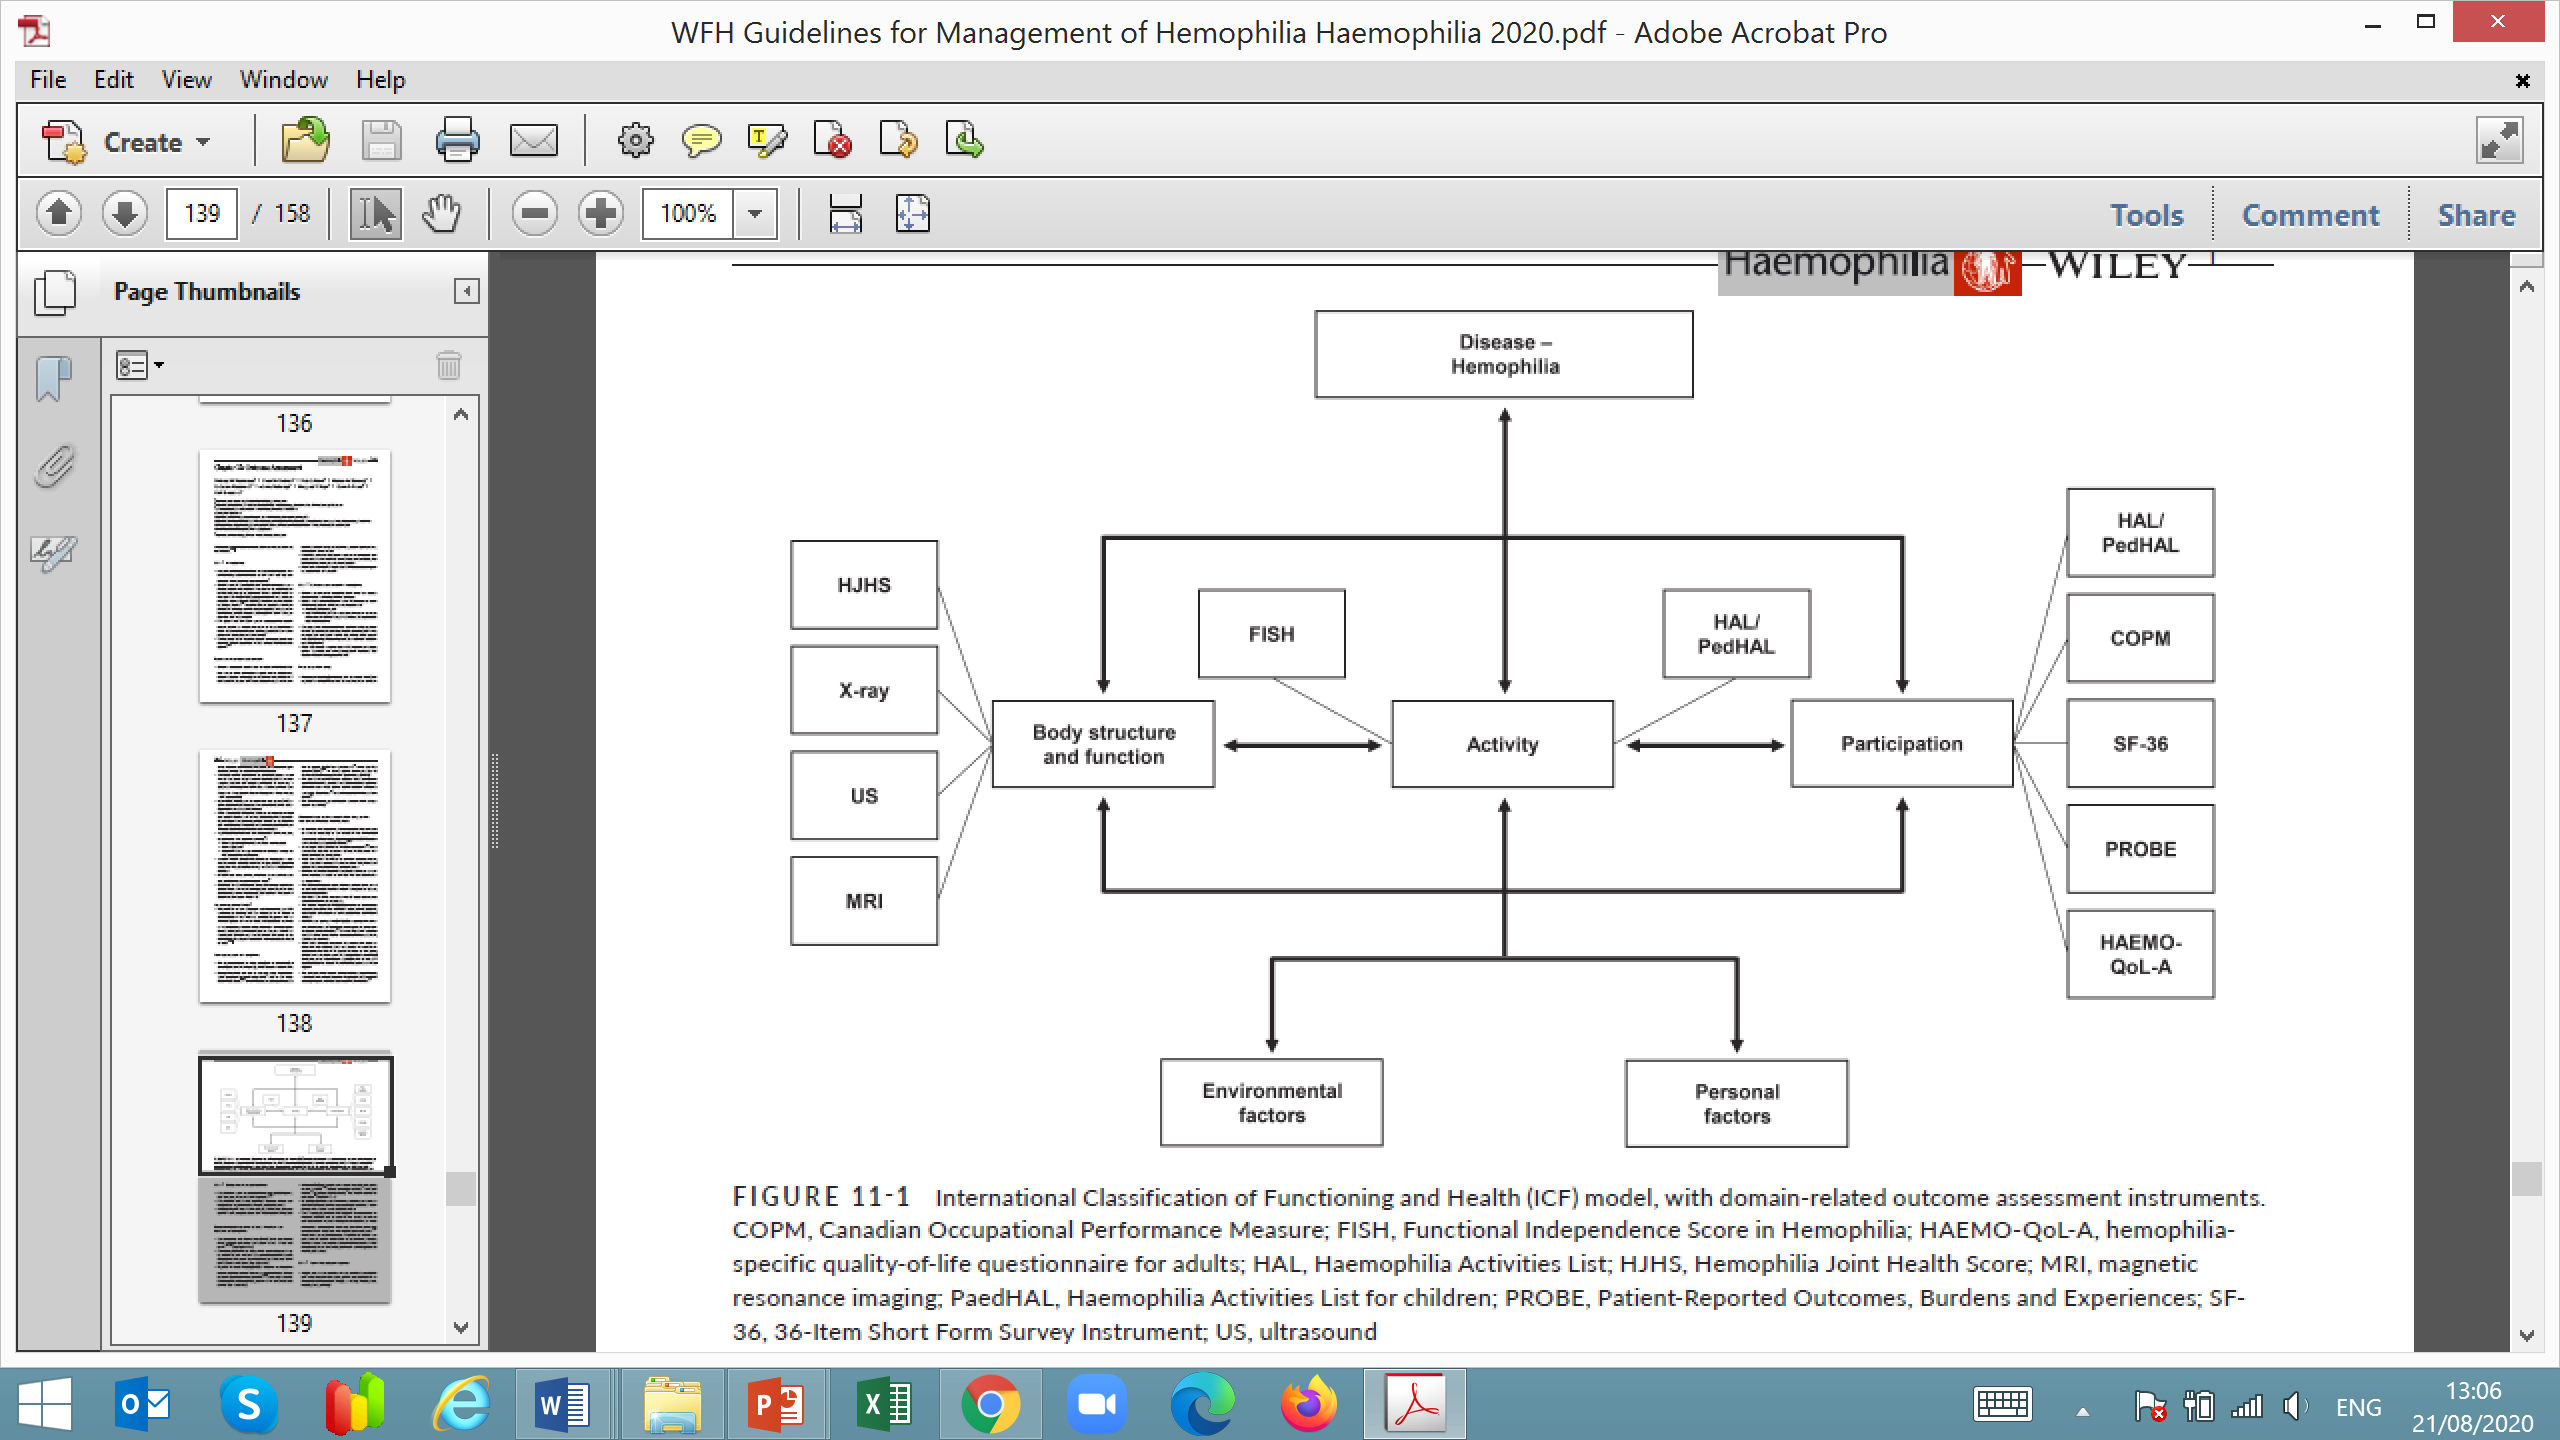 WFH Guidelines for Management of Hemophilia Haemophilia 2020.pdf - Adobe Acrobat Pro
File Edit View Window Help
Create
139 / 158 100% Tools Comment Share
Page Thumbnails
136
137
138
139
Haemophilia WILEY
Disease –
Hemophilia
HJHS
X-ray
US
MRI
FISH
HAL/
PedHAL
Body structure
and function
Activity
Participation
HAL/
PedHAL
COPM
SF-36
PROBE
HAEMO-
QoL-A
Environmental
factors
Personal
factors
FIGURE 11-1 International Classification of Functioning and Health (ICF) model, with domain-related outcome assessment instruments.
COPM, Canadian Occupational Performance Measure; FISH, Functional Independence Score in Hemophilia; HAEMO-QoL-A, hemophilia-
specific quality-of-life questionnaire for adults; HAL, Haemophilia Activities List; HJHS, Hemophilia Joint Health Score; MRI, magnetic
resonance imaging; PaedHAL, Haemophilia Activities List for children; PROBE, Patient-Reported Outcomes, Burdens and Experiences; SF-
36, 36-Item Short Form Survey Instrument; US, ultrasound
ENG
13:06
21/08/2020